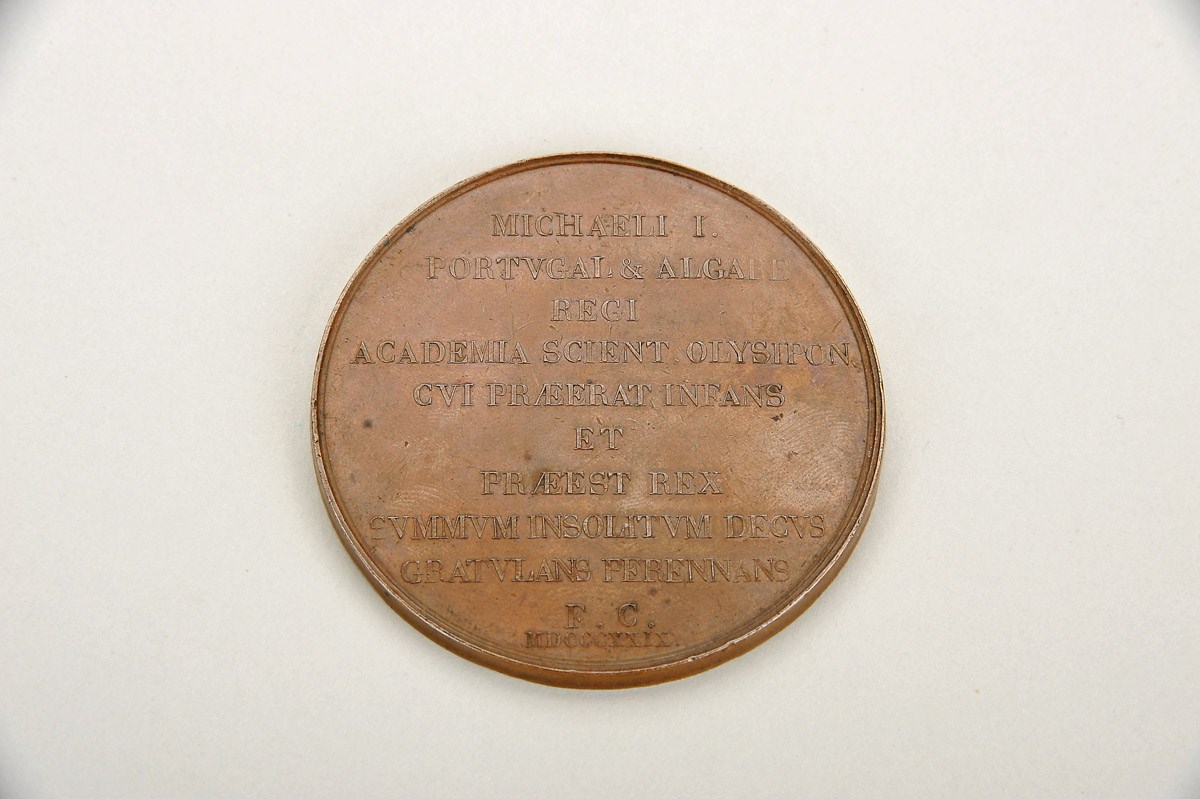 MICHAELI I.
PORTVGAL & ALGARB
REGI
ACADEMIA SCIENT. OLYSIPON.
CVI PRÆERAT INFANS
ET
PRÆEST REX
SVMMVM INSOLITVM DECVS
GRATVLANS PERENNANS
F. C.
MDCCCXXIX.